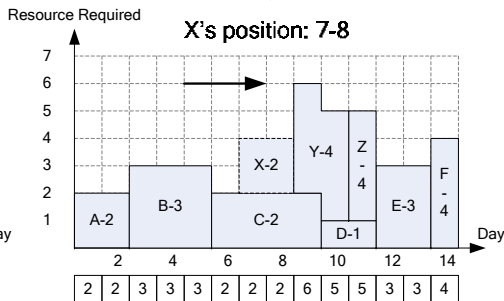 Resource Required
X's position: 7-8
7
6
5
4
3
2
1
A-2
B-3
X-2
C-2
Y-4
D-1
Z
-
4
E-3
F
-
4
ay
Day
2 4 6 8 10 12 14
2 2 3 3 3 2 2 2 6 5 5 3 3 4